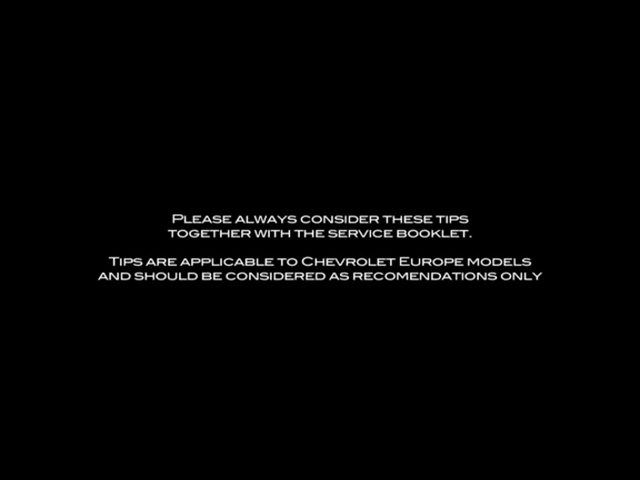 Please always consider these tips
together with the service booklet.
Tips are applicable to Chevrolet Europe models
and should be considered as recomendations only